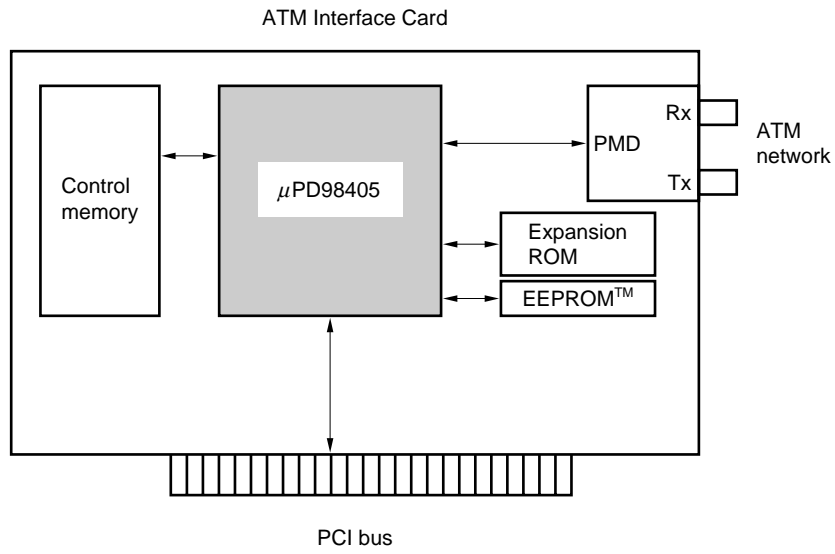 ATM Interface Card
Control
memory
μPD98405
PMD
Rx
Tx
ATM
network
Expansion
ROM
EEPROM™
PCI bus